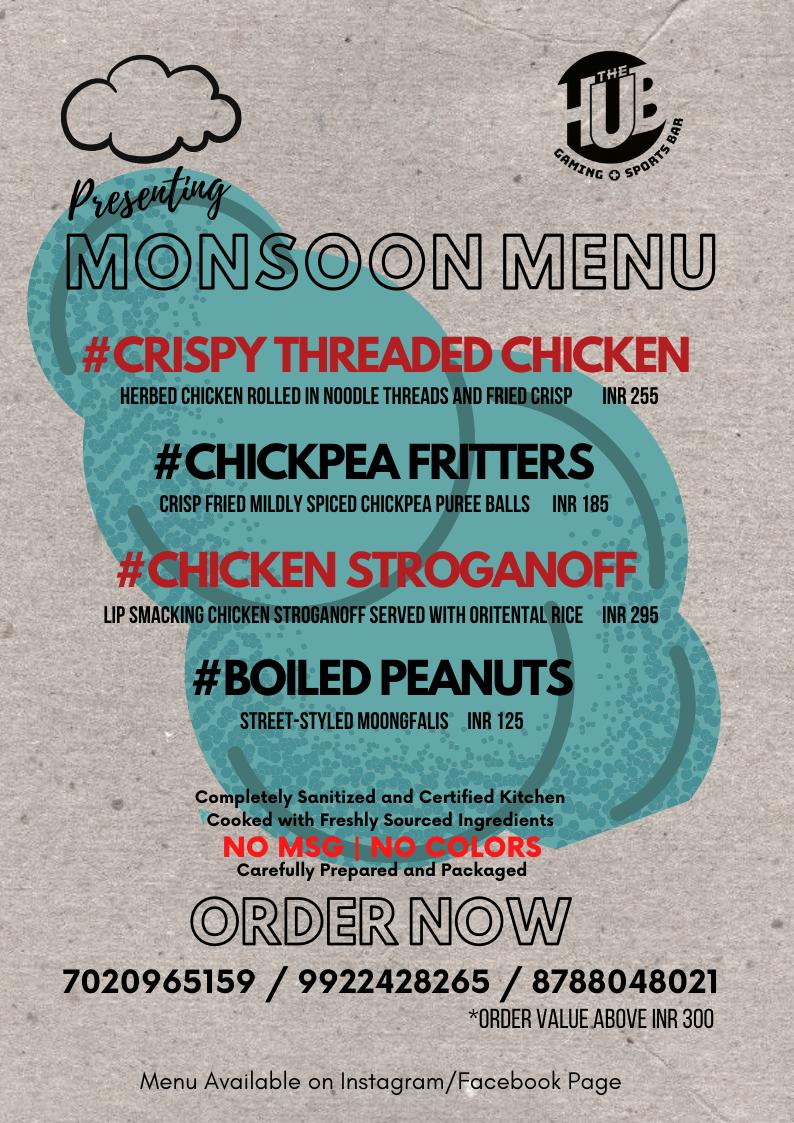 THE
HUB
GAMING + SPORTS BAR
Presenting
MONSOON MENU
#CRISPY THREADED CHICKEN
HERBED CHICKEN ROLLED IN NOODLE THREADS AND FRIED CRISP INR 255
#CHICKPEA FRITTERS
CRISP FRIED MILDLY SPICED CHICKPEA PUREE BALLS INR 185
#CHICKEN STROGANOFF
LIP SMACKING CHICKEN STROGANOFF SERVED WITH ORITENTAL RICE INR 295
#BOILED PEANUTS
STREET-STYLED MOONGFALIS INR 125
Completely Sanitized and Certified Kitchen
Cooked with Freshly Sourced Ingredients
NO MSG | NO COLORS
Carefully Prepared and Packaged
ORDER NOW
7020965159 / 9922428265 / 8788048021
*ORDER VALUE ABOVE INR 300
Menu Available on Instagram/Facebook Page